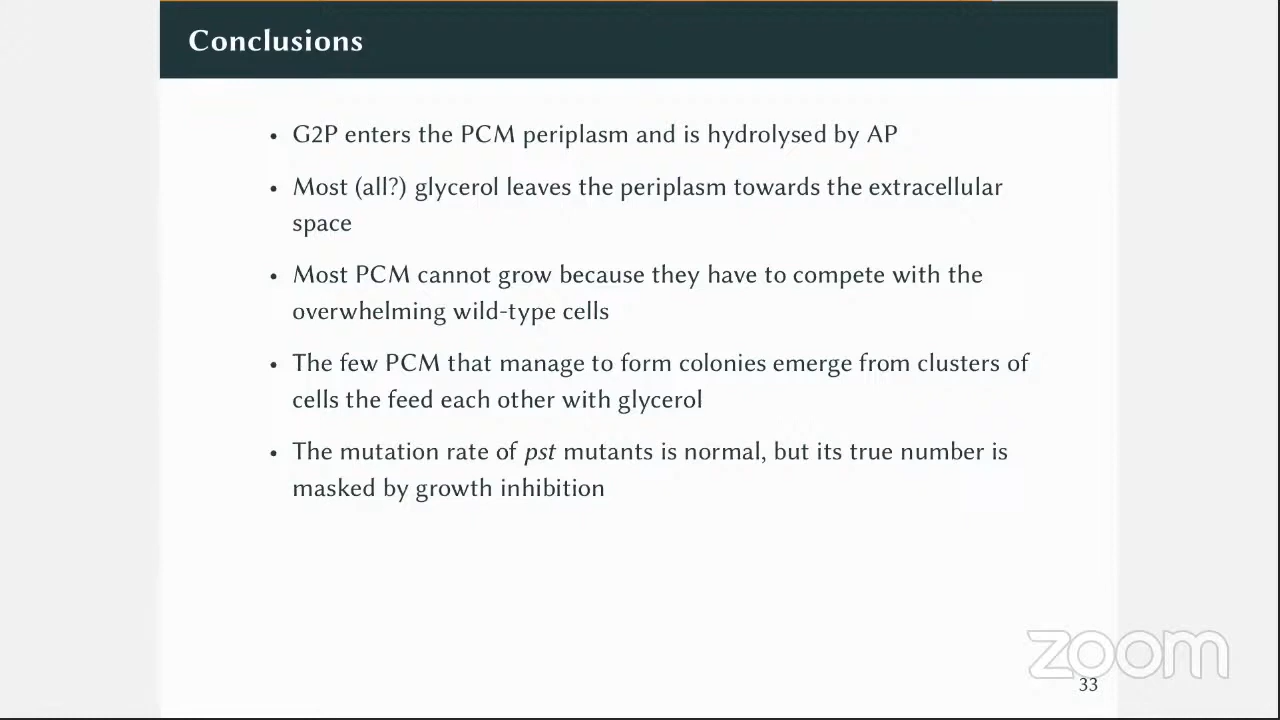 Conclusions
• G2P enters the PCM periplasm and is hydrolysed by AP
• Most (all?) glycerol leaves the periplasm towards the extracellular
space
• Most PCM cannot grow because they have to compete with the
overwhelming wild-type cells
• The few PCM that manage to form colonies emerge from clusters of
cells the feed each other with glycerol
• The mutation rate of pst mutants is normal, but its true number is
masked by growth inhibition
zoom
33